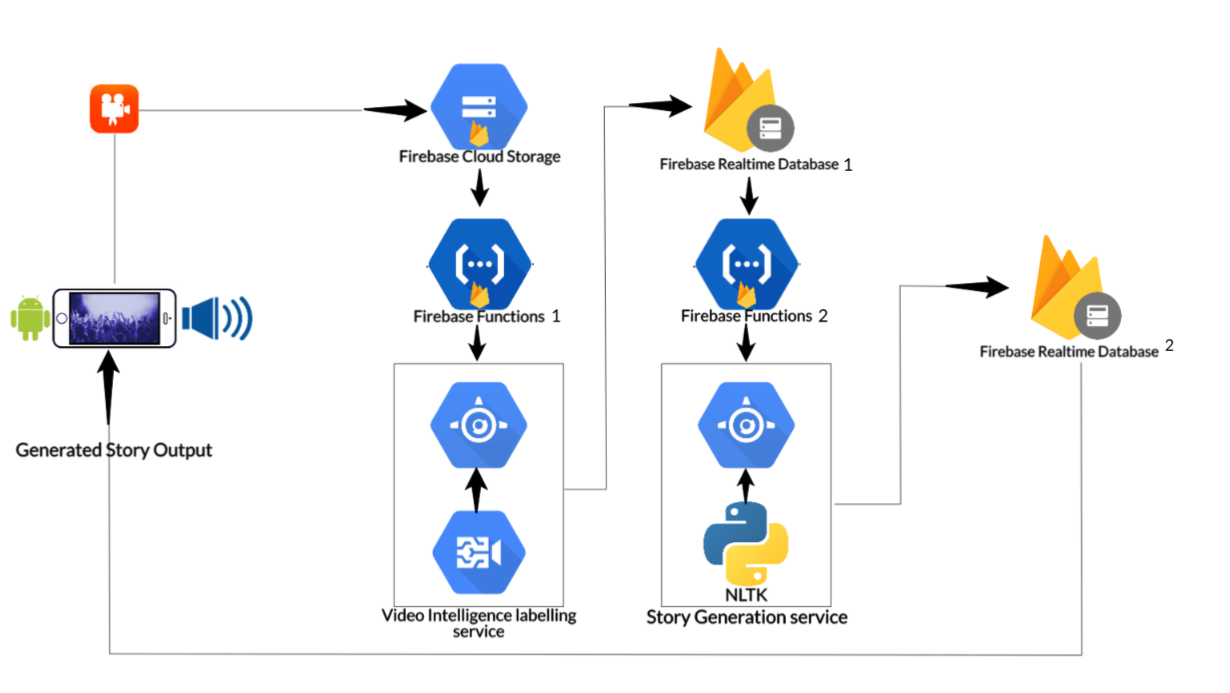 Firebase Cloud Storage
Firebase Realtime Database 1
Firebase Functions 1
Firebase Functions 2
Firebase Realtime Database 2
Generated Story Output
NLTK
Video Intelligence labelling
service
Story Generation service